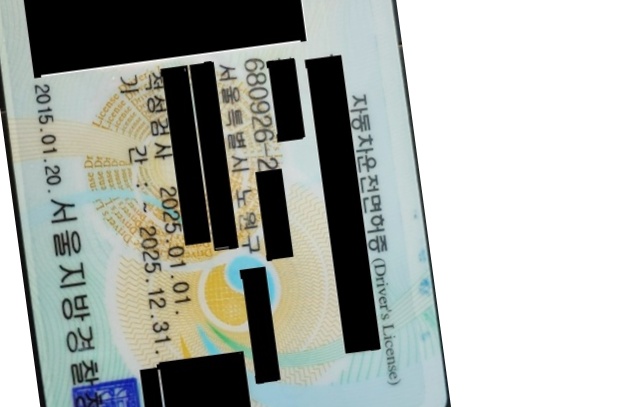 자동차운전면허증 (Driver's License)
680926-2
서울특별시 노원구
적성검사 2025.01.01.
기 간 : ~ 2025.12.31.
2015.01.20. 서울지방경찰청